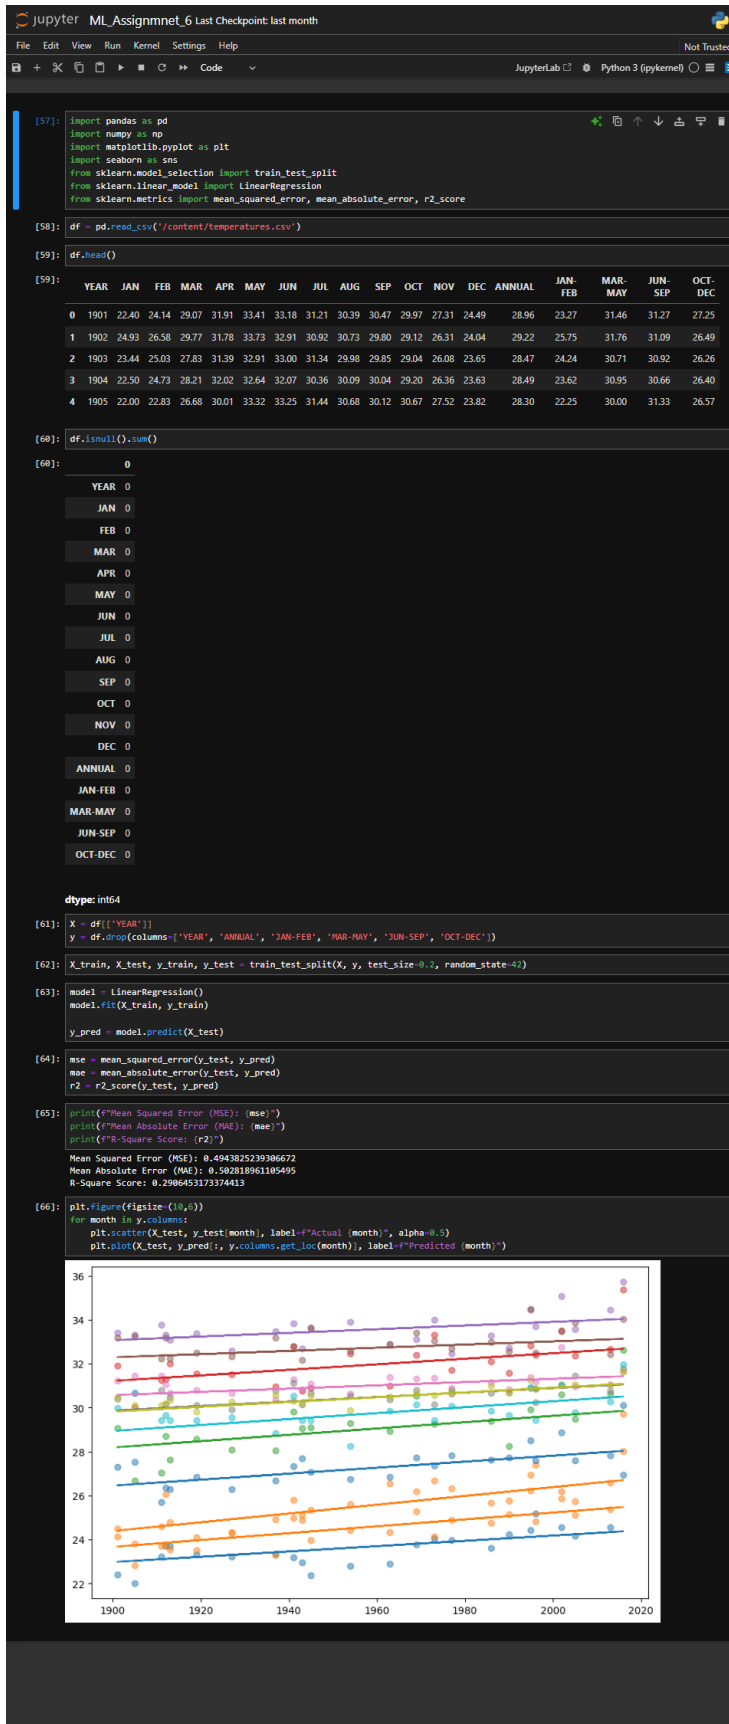 jupyter ML_Assignmnet_6 Last Checkpoint: last month
File Edit View Run Kernel Settings Help Not Trusted
Code JupyterLab Python 3 (ipykernel)
[57]: import pandas as pd
import numpy as np
import matplotlib.pyplot as plt
import seaborn as sns
from sklearn.model_selection import train_test_split
from sklearn.linear_model import LinearRegression
from sklearn.metrics import mean_squared_error, mean_absolute_error, r2_score
[58]: df = pd.read_csv('/content/temperatures.csv')
[59]: df.head()
[59]:
YEAR JAN FEB MAR APR MAY JUN JUL AUG SEP OCT NOV DEC ANNUAL JAN-FEB MAR-MAY JUN-SEP OCT-DEC
0 1901 22.40 24.14 29.07 31.91 33.41 33.18 31.21 30.39 30.47 29.97 27.31 24.49 28.96 23.27 31.46 31.27 27.25
1 1902 24.93 26.58 29.77 31.78 33.73 32.91 30.92 30.73 29.80 29.12 26.31 24.04 29.22 25.75 31.76 31.09 26.49
2 1903 23.44 25.03 27.83 31.39 32.91 33.00 31.34 29.98 29.85 29.04 26.08 23.65 28.47 24.24 30.71 30.92 26.26
3 1904 22.50 24.73 28.21 32.02 32.64 32.07 30.36 30.09 30.04 29.20 26.36 23.63 28.49 23.62 30.95 30.66 26.40
4 1905 22.00 22.83 26.68 30.01 33.32 33.25 31.44 30.68 30.12 30.67 27.52 23.82 28.30 22.25 30.00 31.33 26.57
[60]: df.isnull().sum()
[60]: 0
YEAR 0
JAN 0
FEB 0
MAR 0
APR 0
MAY 0
JUN 0
JUL 0
AUG 0
SEP 0
OCT 0
NOV 0
DEC 0
ANNUAL 0
JAN-FEB 0
MAR-MAY 0
JUN-SEP 0
OCT-DEC 0
dtype: int64
[61]: X = df[['YEAR']]
y = df.drop(columns=['YEAR', 'ANNUAL', 'JAN-FEB', 'MAR-MAY', 'JUN-SEP', 'OCT-DEC'])
[62]: X_train, X_test, y_train, y_test = train_test_split(X, y, test_size=0.2, random_state=42)
[63]: model = LinearRegression()
model.fit(X_train, y_train)
y_pred = model.predict(X_test)
[64]: mse = mean_squared_error(y_test, y_pred)
mae = mean_absolute_error(y_test, y_pred)
r2 = r2_score(y_test, y_pred)
[65]: print(f"Mean Squared Error (MSE): {mse}")
print(f"Mean Absolute Error (MAE): {mae}")
print(f"R-Square Score: {r2}")
Mean Squared Error (MSE): 0.4943825239306672
Mean Absolute Error (MAE): 0.502818961105495
R-Square Score: 0.2906453173374413
[66]: plt.figure(figsize=(10,6))
for month in y.columns:
plt.scatter(X_test, y_test[month], label=f"Actual {month}", alpha=0.5)
plt.plot(X_test, y_pred[:, y.columns.get_loc(month)], label=f"Predicted {month}")
36
34
32
30
28
26
24
22
1900 1920 1940 1960 1980 2000 2020